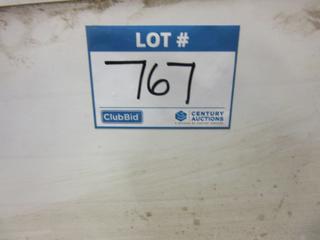 LOT #
767
ClubBid
CENTURY
AUCTIONS